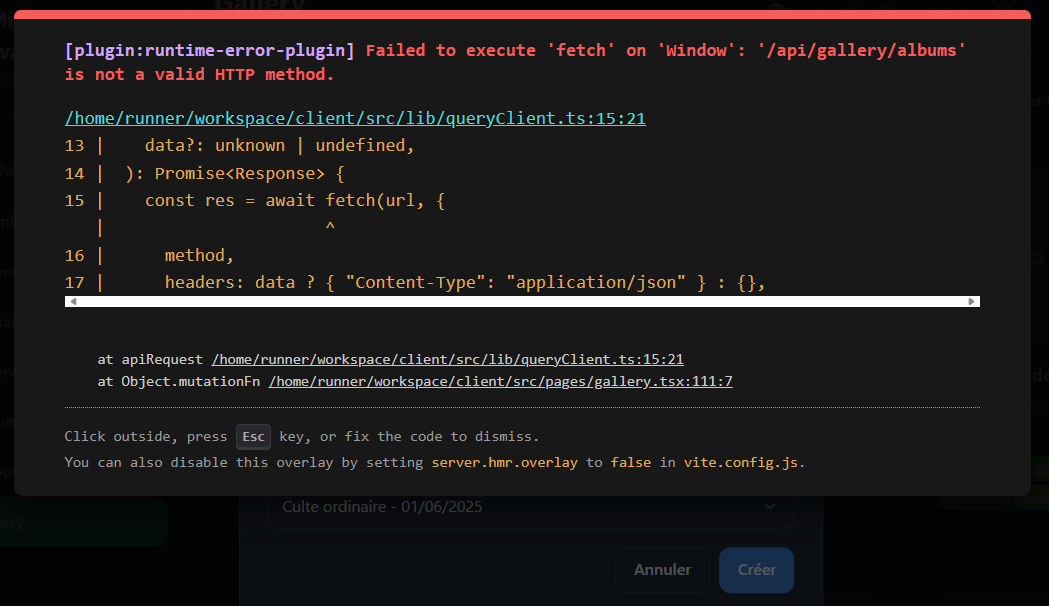 Gallery
[plugin:runtime-error-plugin] Failed to execute 'fetch' on 'Window': '/api/gallery/albums'
is not a valid HTTP method.
/home/runner/workspace/client/src/lib/queryClient.ts:15:21
13 |    data?: unknown | undefined,
14 |  ): Promise<Response> {
15 |    const res = await fetch(url, {
   |                      ^
16 |      method,
17 |      headers: data ? { "Content-Type": "application/json" } : {},
at apiRequest /home/runner/workspace/client/src/lib/queryClient.ts:15:21
at Object.mutationFn /home/runner/workspace/client/src/pages/gallery.tsx:111:7
Click outside, press Esc key, or fix the code to dismiss.
You can also disable this overlay by setting server.hmr.overlay to false in vite.config.js.
Culte ordinaire - 01/06/2025
Annuler
Créer